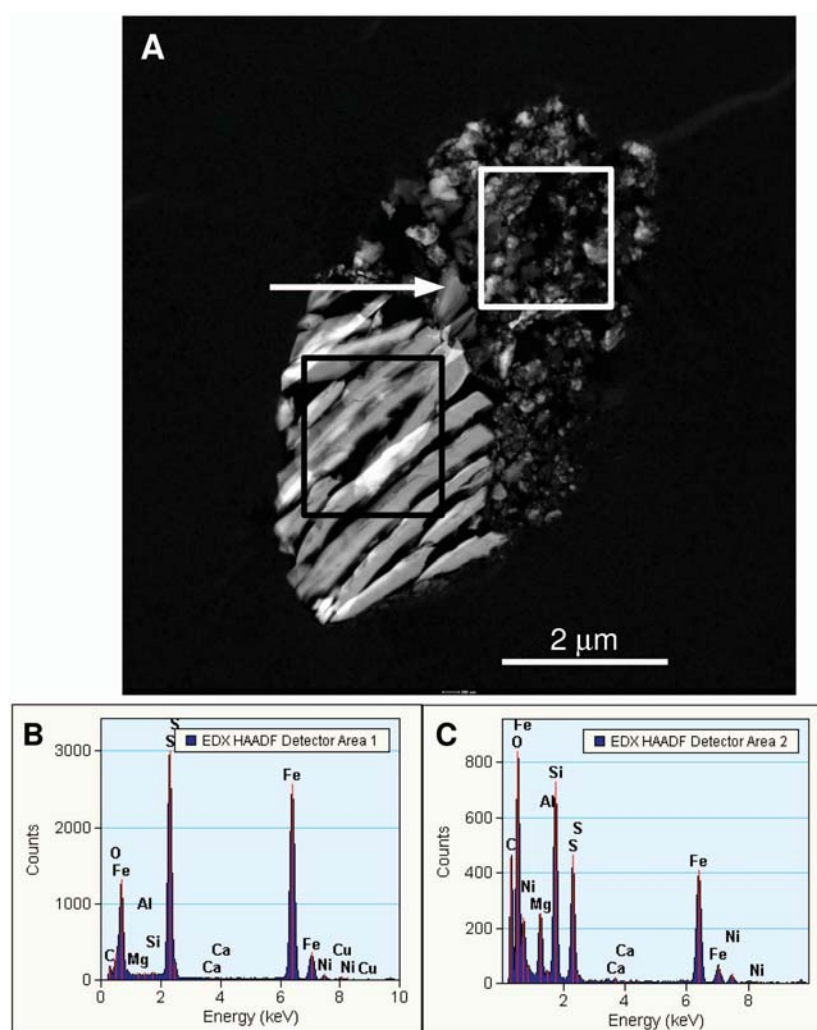 A
2 μm
B
EDX HAADF Detector Area 1
S
S
Fe
O
Fe
Al
C
Mg
Si
Ca
Ca
Fe
Ni
Cu
Ni
Cu
3000
2000
1000
0
Counts
0 2 4 6 8 10
Energy (keV)
C
EDX HAADF Detector Area 2
Fe
O
Si
Al
S
S
C
Ni
Mg
Fe
Ca
Ca
Fe
Ni
Ni
800
600
400
200
0
Counts
2 4 6 8
Energy (keV)